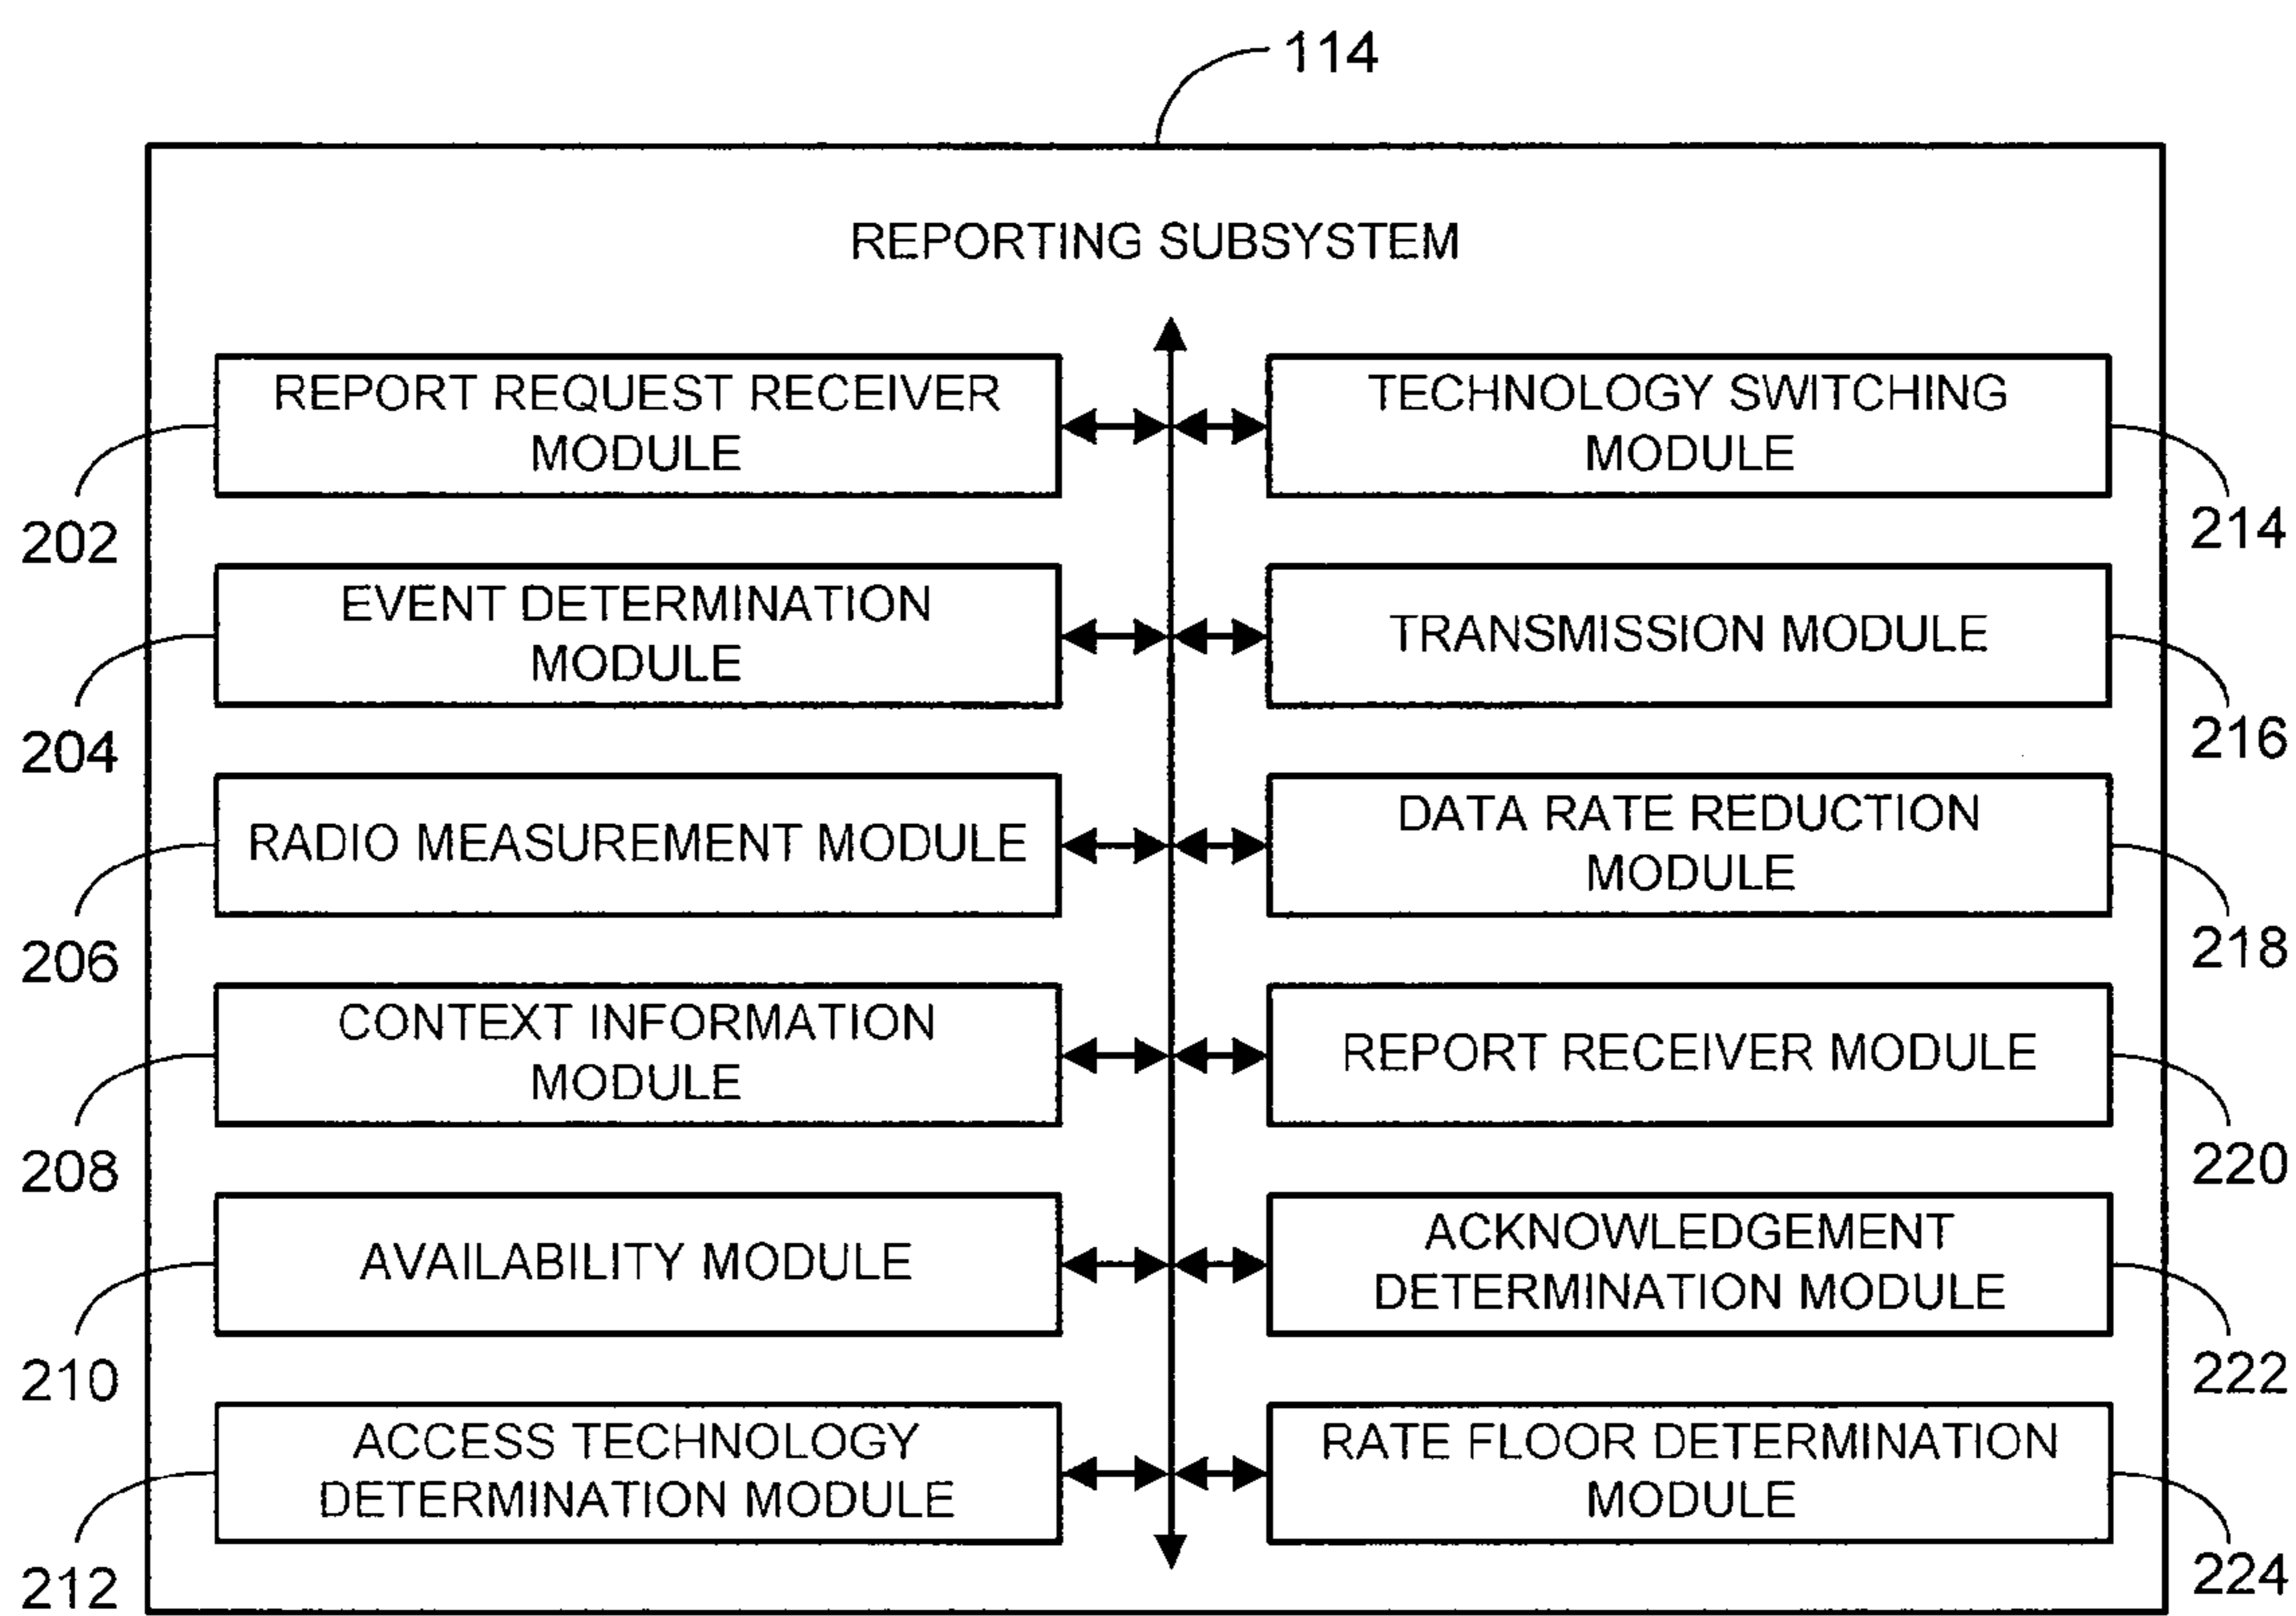 114
REPORTING SUBSYSTEM
REPORT REQUEST RECEIVER
MODULE
202
EVENT DETERMINATION
MODULE
204
RADIO MEASUREMENT MODULE
206
CONTEXT INFORMATION
MODULE
208
AVAILABILITY MODULE
210
ACCESS TECHNOLOGY
DETERMINATION MODULE
212
TECHNOLOGY SWITCHING
MODULE
214
TRANSMISSION MODULE
216
DATA RATE REDUCTION
MODULE
218
REPORT RECEIVER MODULE
220
ACKNOWLEDGEMENT
DETERMINATION MODULE
222
RATE FLOOR DETERMINATION
MODULE
224